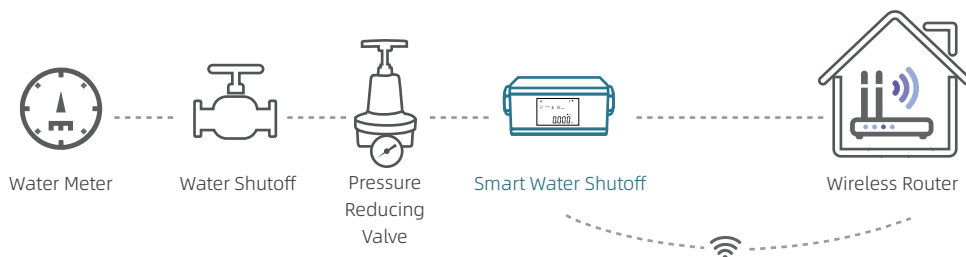 Water Meter
Water Shutoff
Pressure
Reducing
Valve
Smart Water Shutoff
Wireless Router